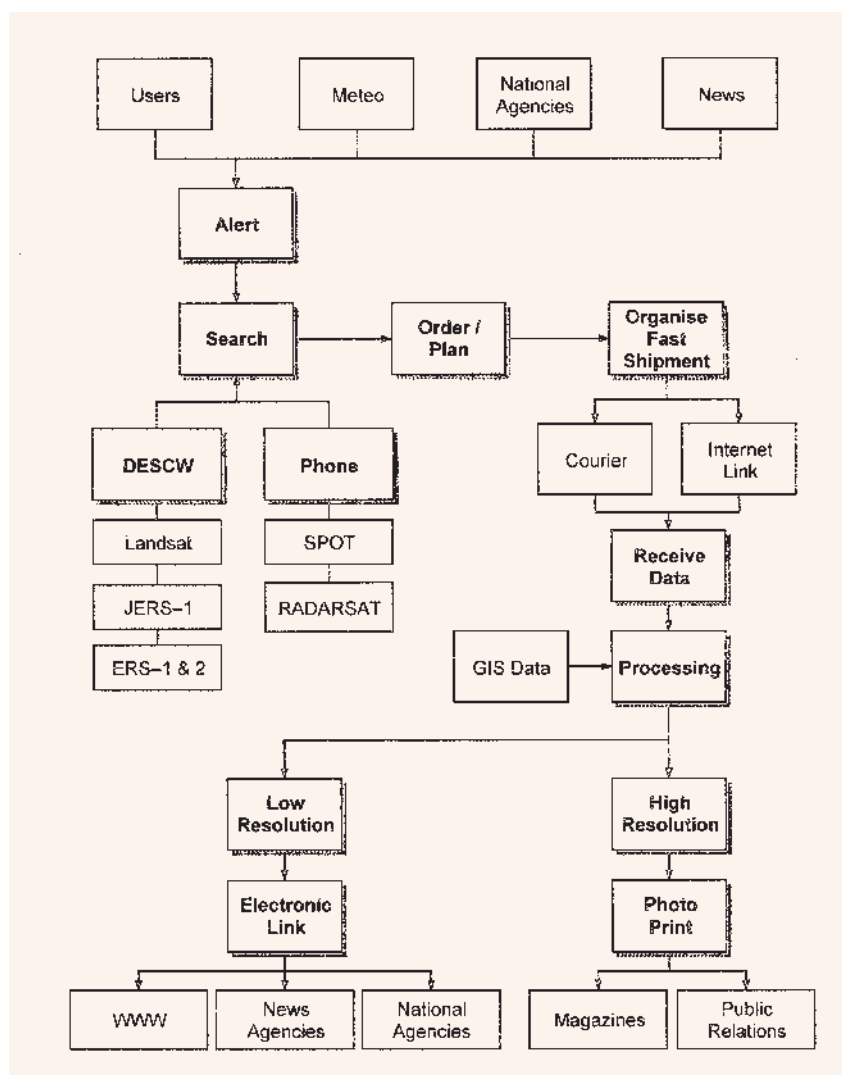 Users
Meteo
National
Agencies
News
Alert
Search
Order /
Plan
Organise
Fast
Shipment
DESCW
Phone
Courier
Internet
Link
Landsat
SPOT
Receive
Data
JERS–1
RADARSAT
ERS–1 & 2
GIS Data
Processing
Low
Resolution
High
Resolution
Electronic
Link
Photo
Print
WWW
News
Agencies
National
Agencies
Magazines
Public
Relations